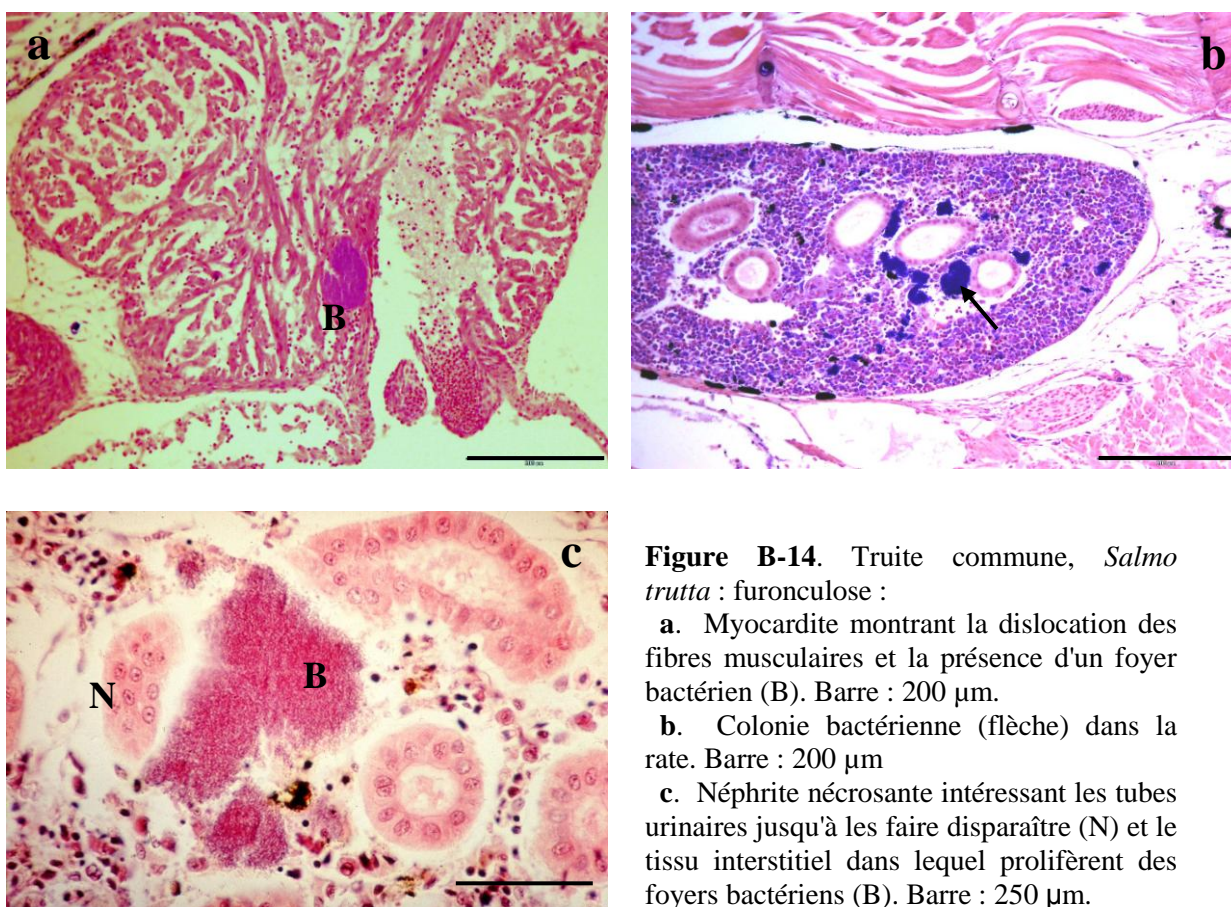 a
B
b
c
N
B
Figure B-14. Truite commune, Salmo
trutta : furonculose :
a. Myocardite montrant la dislocation des
fibres musculaires et la présence d'un foyer
bactérien (B). Barre : 200 µm.
b. Colonie bactérienne (flèche) dans la
rate. Barre : 200 µm
c. Néphrite nécrosante intéressant les tubes
urinaires jusqu'à les faire disparaître (N) et le
tissu interstitiel dans lequel prolifèrent des
foyers bactériens (B). Barre : 250 µm.